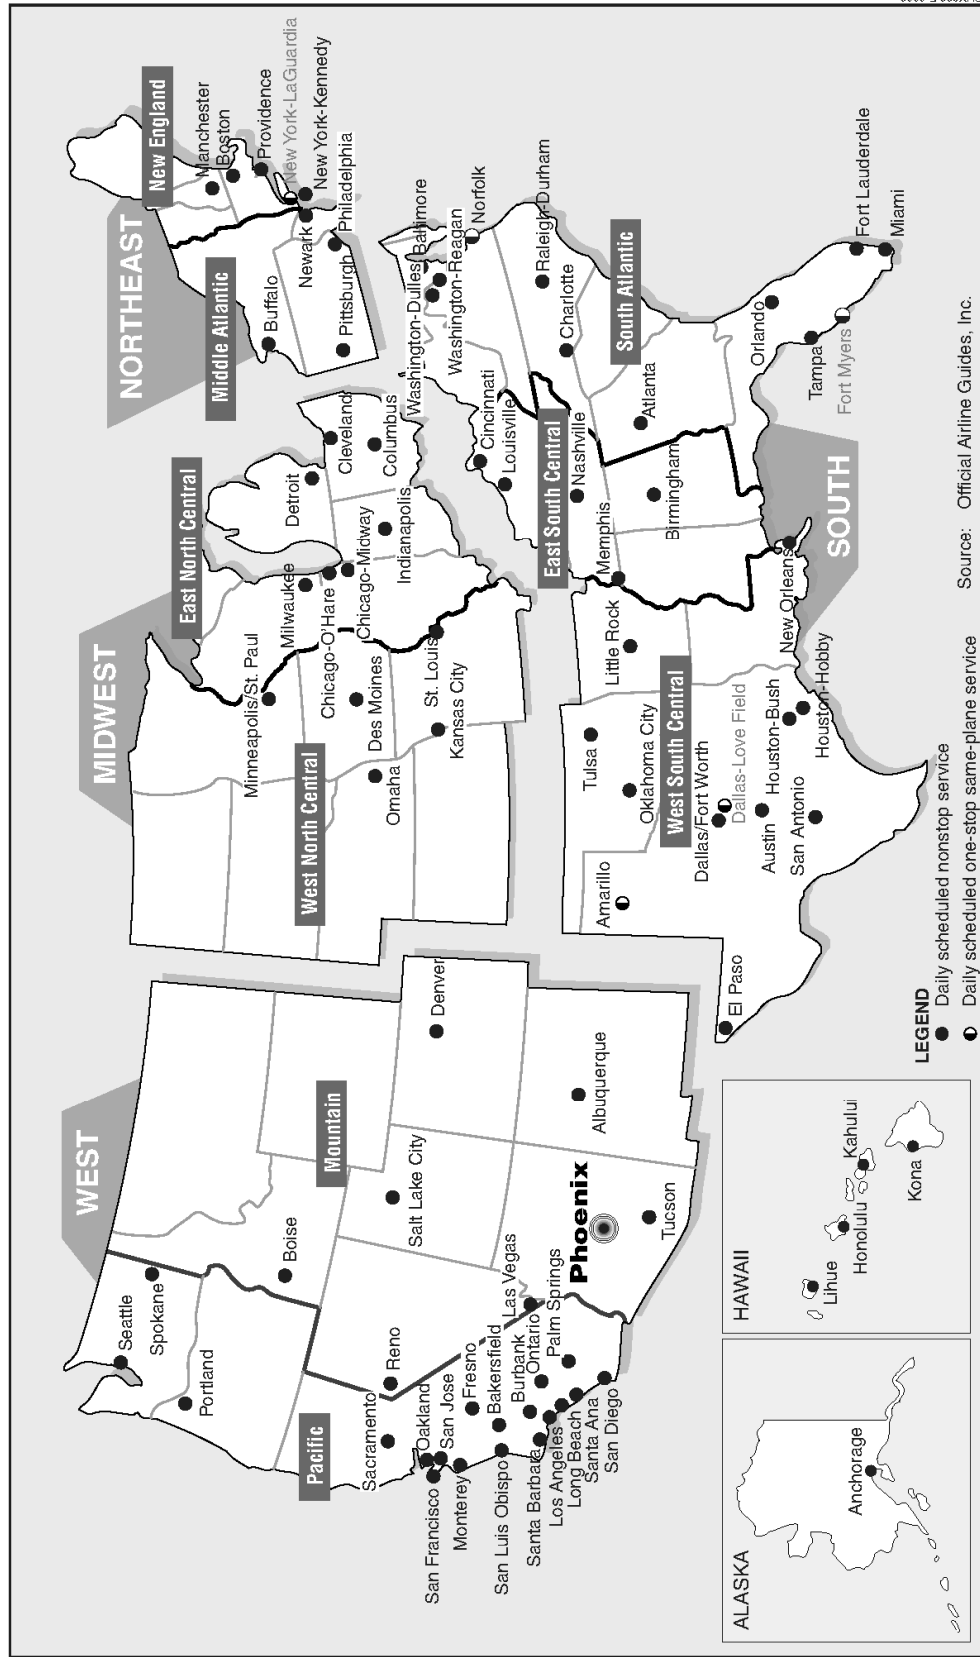 WEST
Seattle
Spokane
Portland
Boise
Pacific
Mountain
Reno
Sacramento
Salt Lake City
Denver
Oakland
San Francisco
San Jose
Monterey
Fresno
Bakersfield
San Luis Obispo
Las Vegas
Burbank
Ontario
Palm Springs
Santa Barbara
Los Angeles
Long Beach
Santa Ana
San Diego
Phoenix
Tucson
Albuquerque
MIDWEST
East North Central
West North Central
Minneapolis/St. Paul
Milwaukee
Detroit
Chicago-O'Hare
Chicago-Midway
Cleveland
Columbus
Indianapolis
Des Moines
Omaha
St. Louis
Kansas City
NORTHEAST
New England
Middle Atlantic
Manchester
Boston
Providence
New York-LaGuardia
New York-Kennedy
Newark
Philadelphia
Buffalo
Pittsburgh
SOUTH
Baltimore
Washington-Dulles
Washington-Reagan
Norfolk
Raleigh-Durham
Charlotte
South Atlantic
Cincinnati
Louisville
East South Central
Nashville
Memphis
Atlanta
Birmingham
Orlando
Tampa
Fort Myers
Fort Lauderdale
Miami
New Orleans
Little Rock
West South Central
Tulsa
Oklahoma City
Amarillo
Dallas/Fort Worth
Dallas-Love Field
Houston-Bush
Houston-Hobby
Austin
San Antonio
El Paso
ALASKA
Anchorage
HAWAII
Lihue
Honolulu
Kahului
Kona
LEGEND
Daily scheduled nonstop service
Daily scheduled one-stop same-plane service
Source: Official Airline Guides, Inc.